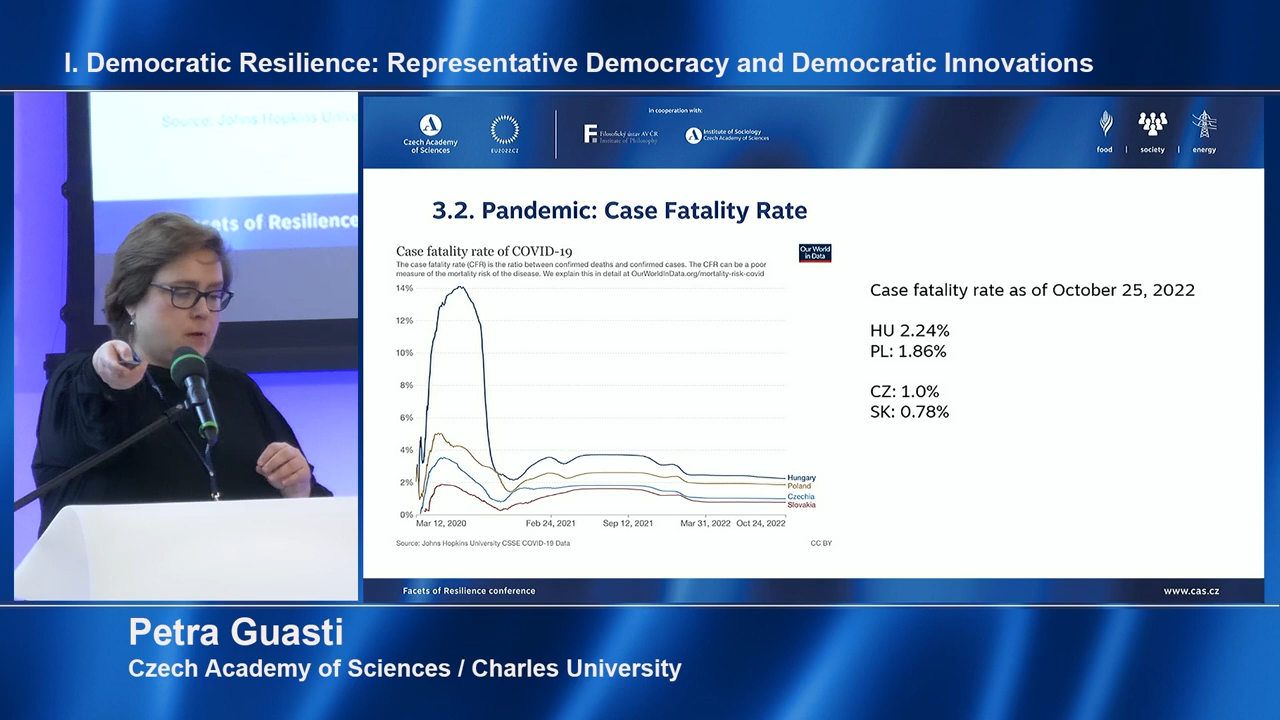 I. Democratic Resilience: Representative Democracy and Democratic Innovations
Source: Johns Hopkins Unive
ets of Resilience
In cooperation with:
Czech Academy
of Sciences
EU2022.CZ
Filosofický ústav AV ČR
Institute of Philosophy
Institute of Sociology
Czech Academy of Sciences
food | society | energy
3.2. Pandemic: Case Fatality Rate
Case fatality rate of COVID-19
Our World
in Data
The case fatality rate (CFR) is the ratio between confirmed deaths and confirmed cases. The CFR can be a poor
measure of the mortality risk of the disease. We explain this in detail at OurWorldInData.org/mortality-risk-covid
14%
12%
10%
8%
6%
4%
2%
0%
Hungary
Poland
Czechia
Slovakia
Mar 12, 2020 Feb 24, 2021 Sep 12, 2021 Mar 31, 2022 Oct 24, 2022
Source: Johns Hopkins University CSSE COVID-19 Data
CC BY
Case fatality rate as of October 25, 2022
HU 2.24%
PL: 1.86%
CZ: 1.0%
SK: 0.78%
Facets of Resilience conference
www.cas.cz
Petra Guasti
Czech Academy of Sciences / Charles University